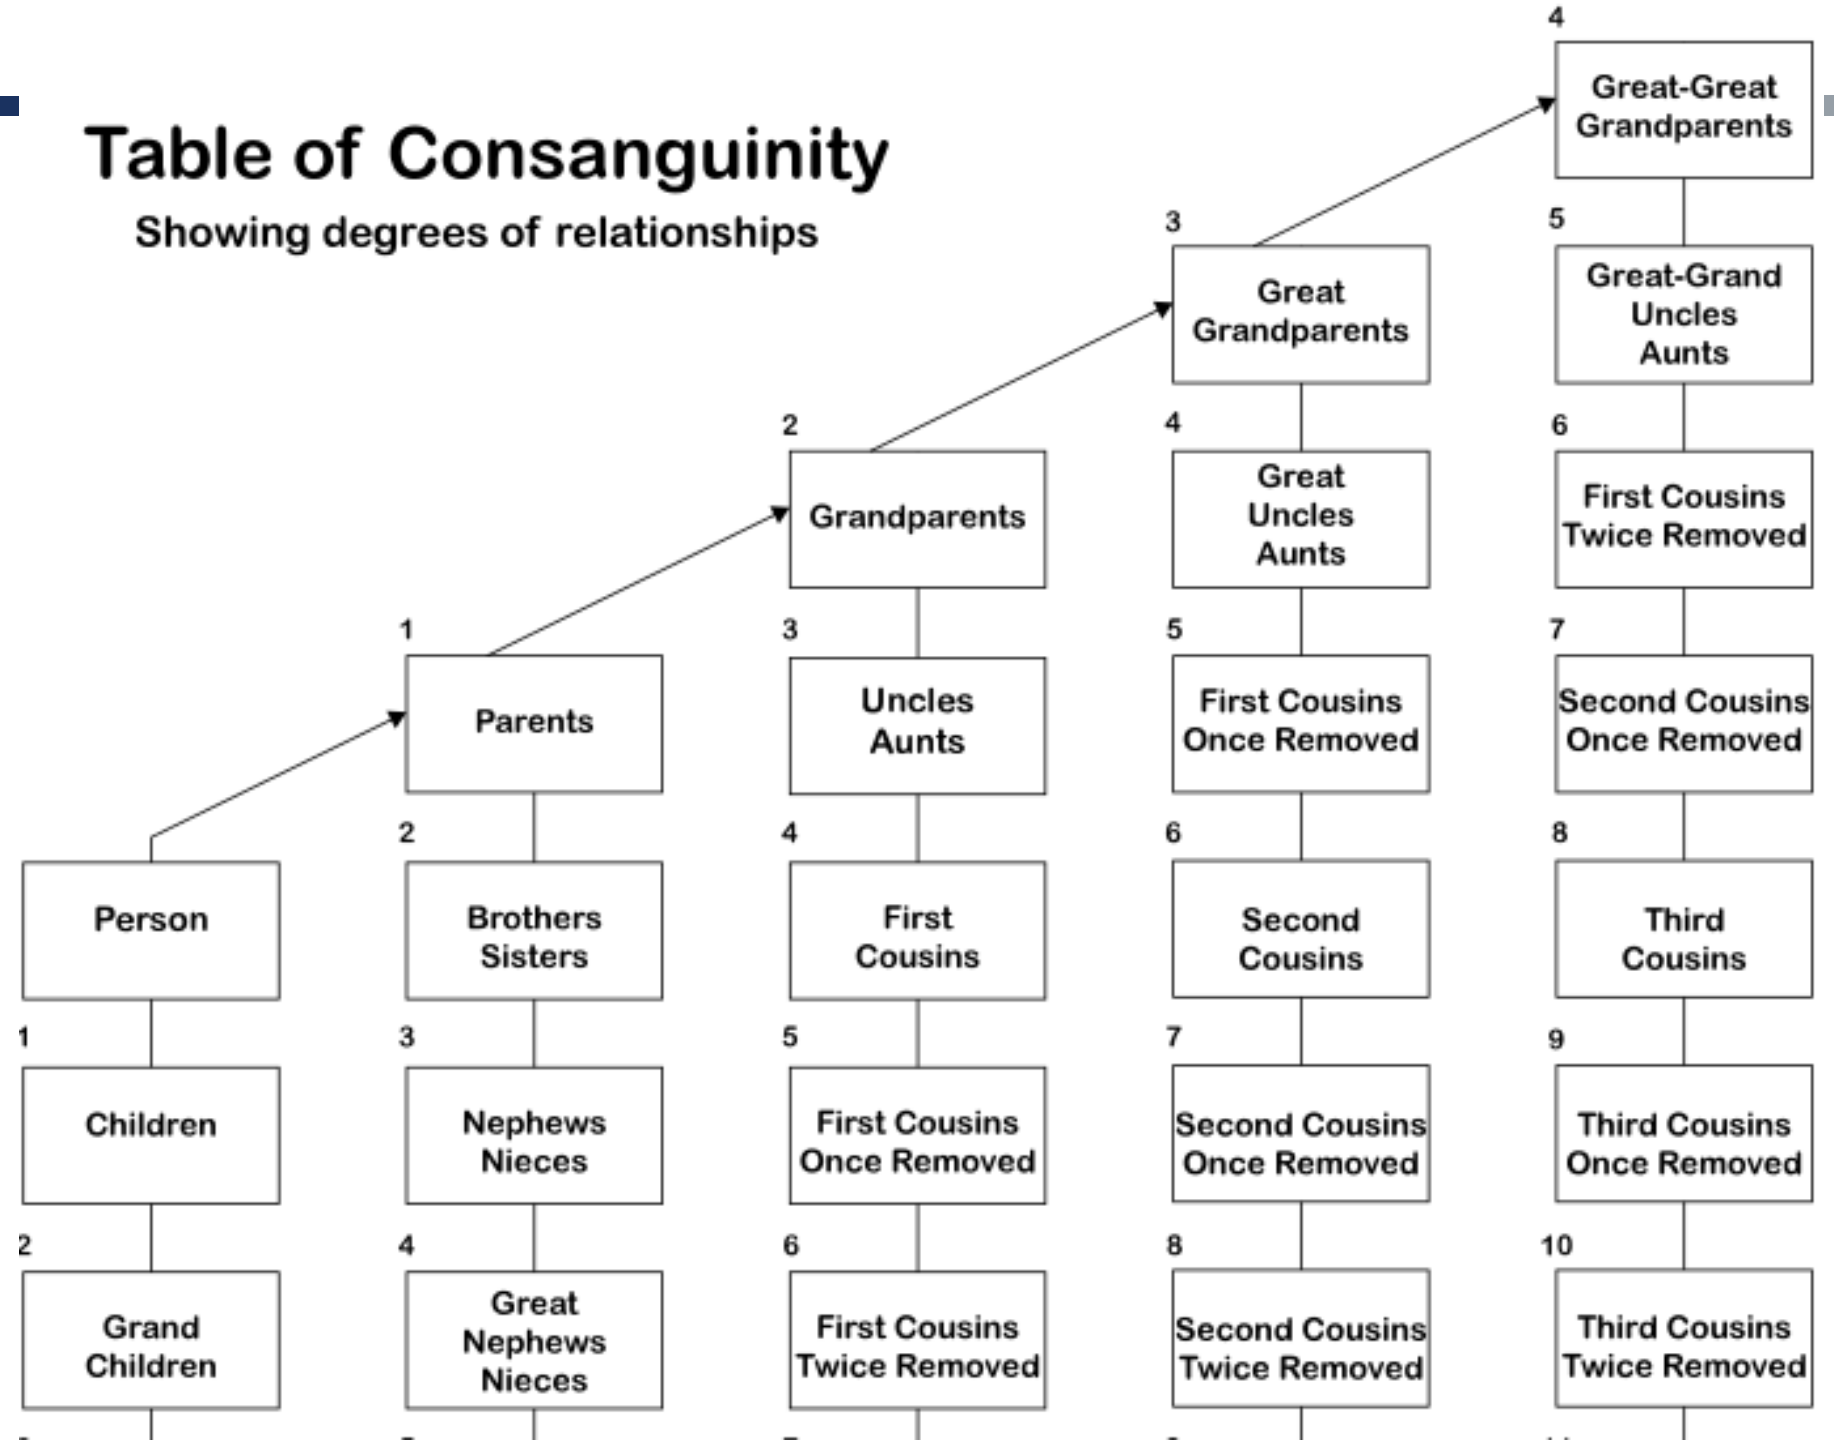 4
Great-Great
Grandparents
Table of Consanguinity
Showing degrees of relationships
3
5
Great
Grandparents
Great-Grand
Uncles
Aunts
2
4
6
Grandparents
Great
Uncles
Aunts
First Cousins
Twice Removed
1
3
5
7
Parents
Uncles
Aunts
First Cousins
Once Removed
Second Cousins
Once Removed
2
4
6
8
Person
Brothers
Sisters
First
Cousins
Second
Cousins
Third
Cousins
1
3
5
7
9
Children
Nephews
Nieces
First Cousins
Once Removed
Second Cousins
Once Removed
Third Cousins
Once Removed
2
4
6
8
10
Grand
Children
Great
Nephews
Nieces
First Cousins
Twice Removed
Second Cousins
Twice Removed
Third Cousins
Twice Removed